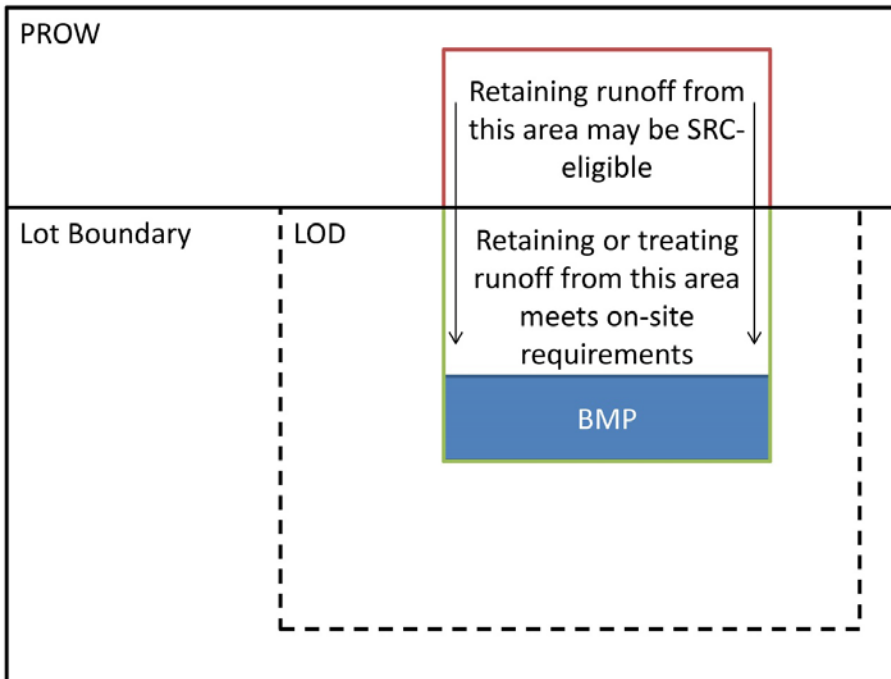 PROW
Retaining runoff from
this area may be SRC-
eligible
Lot Boundary
LOD
Retaining or treating
runoff from this area
meets on-site
requirements
BMP